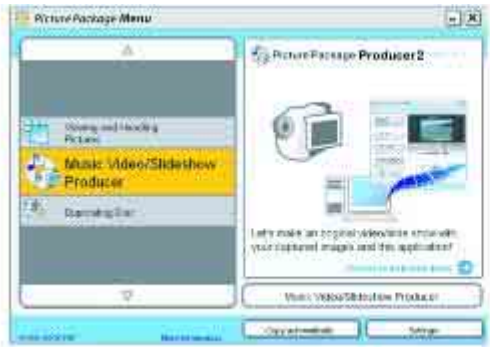 Picture Package Menu
Picture Package Producer2
Viewing and
Pictures
Music Video/Slideshow
Producer
Let's make an original video/slide show with
your captured images and this application!
Music Video/Slideshow Producer
Copy automatically
Settings